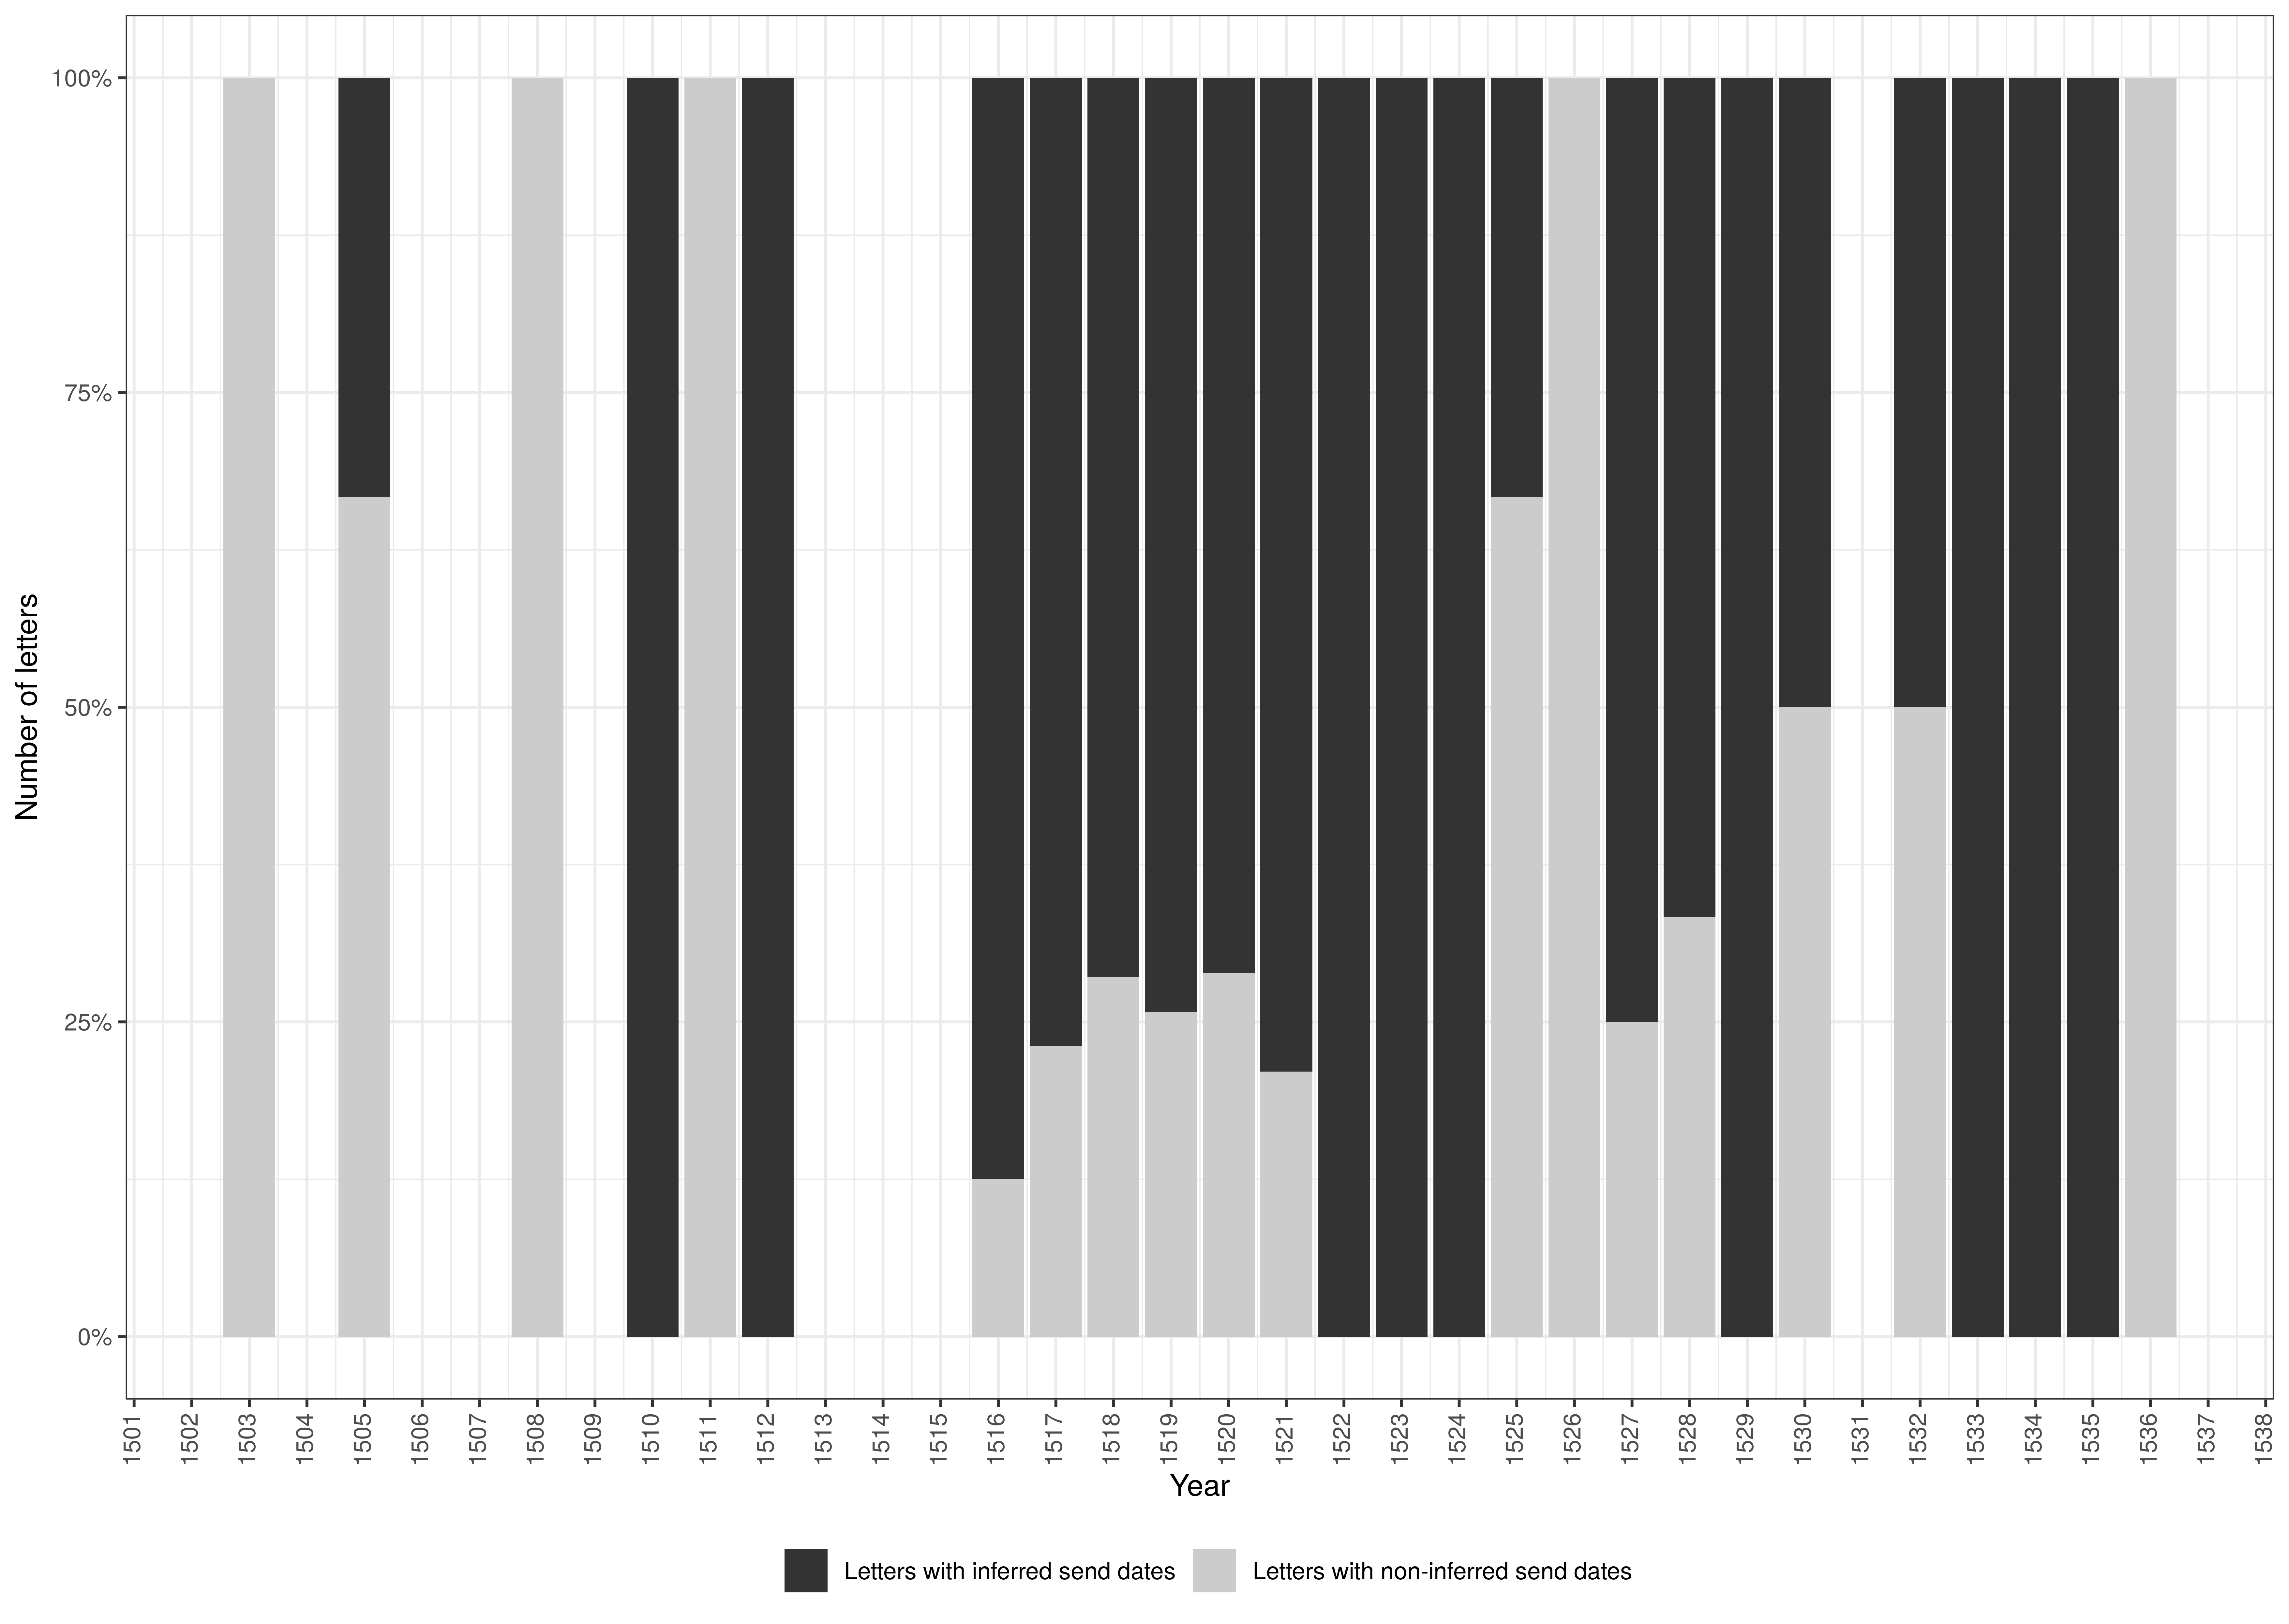 Number of letters
100%
75%
50%
25%
0%
1501 1502 1503 1504 1505 1506 1507 1508 1509 1510 1511 1512 1513 1514 1515 1516 1517 1518 1519 1520 1521 1522 1523 1524 1525 1526 1527 1528 1529 1530 1531 1532 1533 1534 1535 1536 1537 1538
Year
Letters with inferred send dates Letters with non-inferred send dates